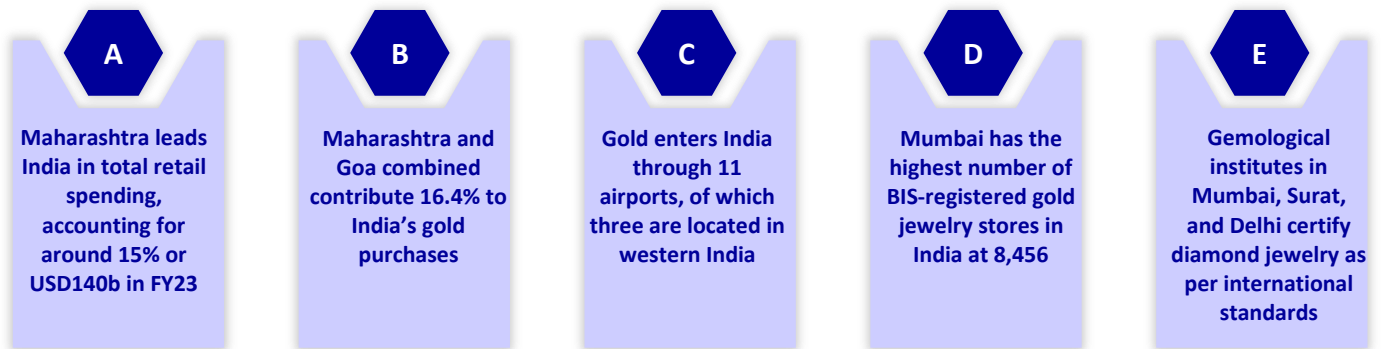 A
Maharashtra leads
India in total retail
spending,
accounting for
around 15% or
USD140b in FY23
B
Maharashtra and
Goa combined
contribute 16.4% to
India’s gold
purchases
C
Gold enters India
through 11
airports, of which
three are located in
western India
D
Mumbai has the
highest number of
BIS-registered gold
jewelry stores in
India at 8,456
E
Gemological
institutes in
Mumbai, Surat,
and Delhi certify
diamond jewelry as
per international
standards